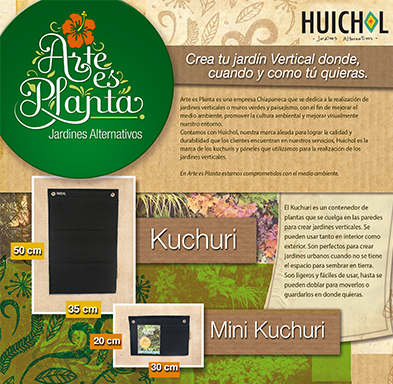 Arte
es
Planta
Jardines Alternativos
HUICHOL
Jardines Alternativos
Crea tu jardín Vertical donde,
cuando y como tú quieras.
Arte es Planta es una empresa Chiapaneca que se dedica a la realización de
jardines verticales o muros verdes y paisajismo, con el fin de mejorar el
medio ambiente, promover la cultura ambiental y mejorar visualmente
nuestro entorno.
Contamos con Huichol, nuestra marca aleada para lograr la calidad y
durabilidad que los clientes encuentran en nuestros servicios, Huichol es la
marca de los kuchuris y páneles que utilizamos para la realización de los
jardines verticales.
En Arte es Planta estamos comprometidos con el medio ambiente.
50 cm
35 cm
Kuchuri
El Kuchuri es un contenedor de
plantas que se cuelga en las paredes
para crear jardines verticales. Se
pueden usar tanto en interior como
extérior. Son perfectos para crear
jardines urbanos cuando no se tiene
el espacio para sembrar en tierra.
Son ligeros y fáciles de usar, hasta se
pueden doblar para moverlos o
guardarlos en donde quieras.
20 cm
30 cm
Mini Kuchuri